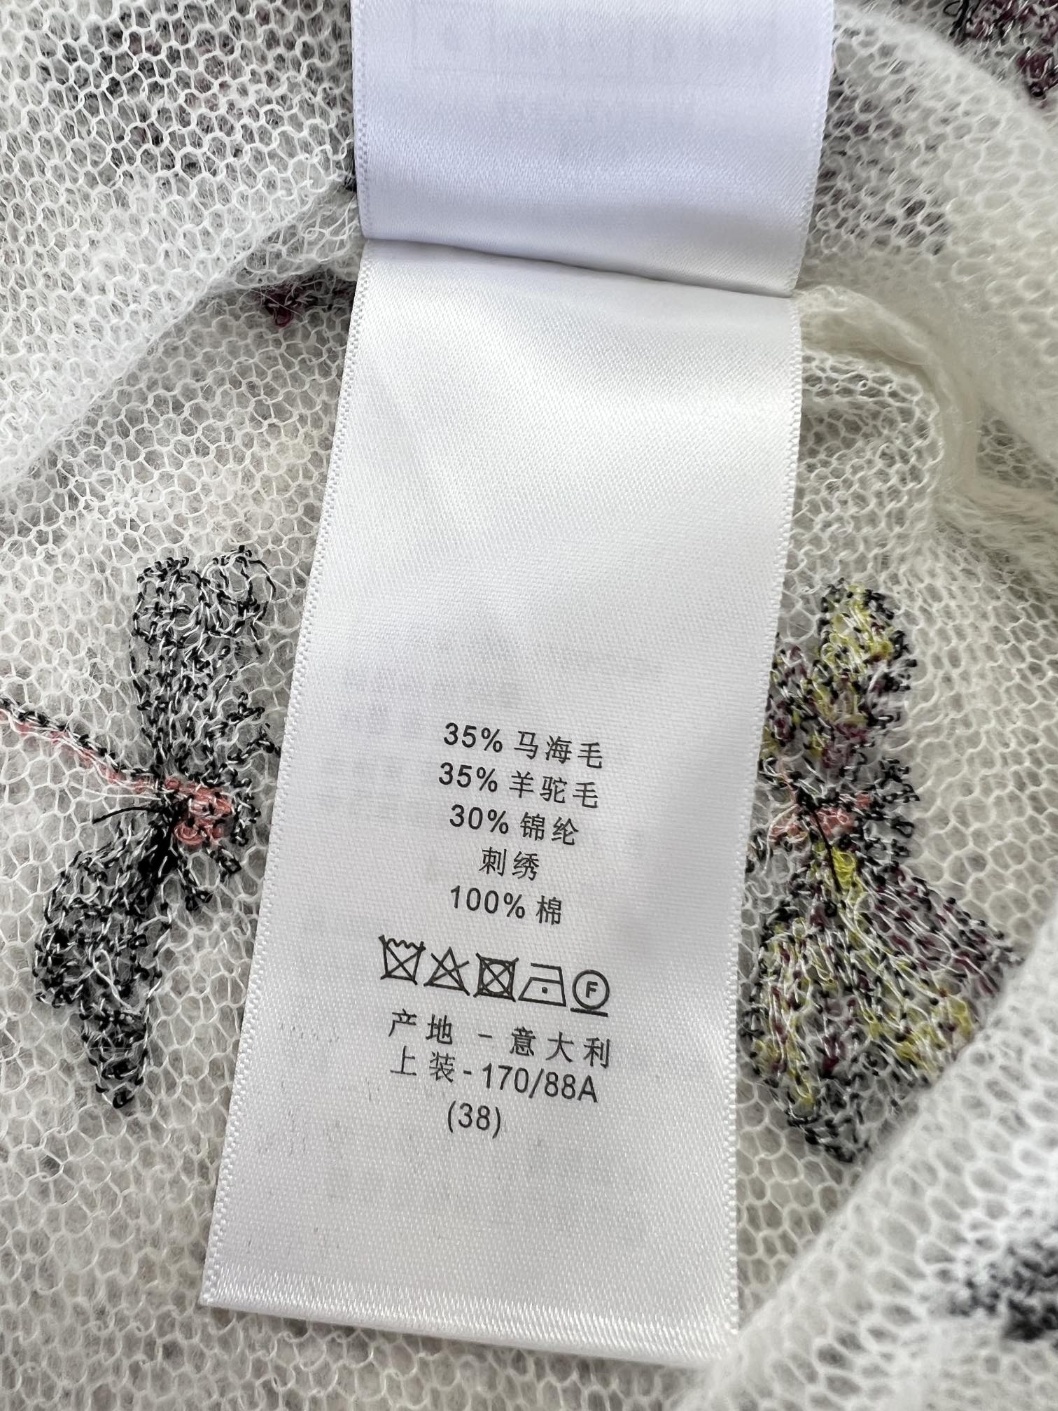 35% 马海毛
35% 羊驼毛
30% 锦纶
刺绣
100% 棉
F
产地 - 意大利
上装 - 170/88A
(38)